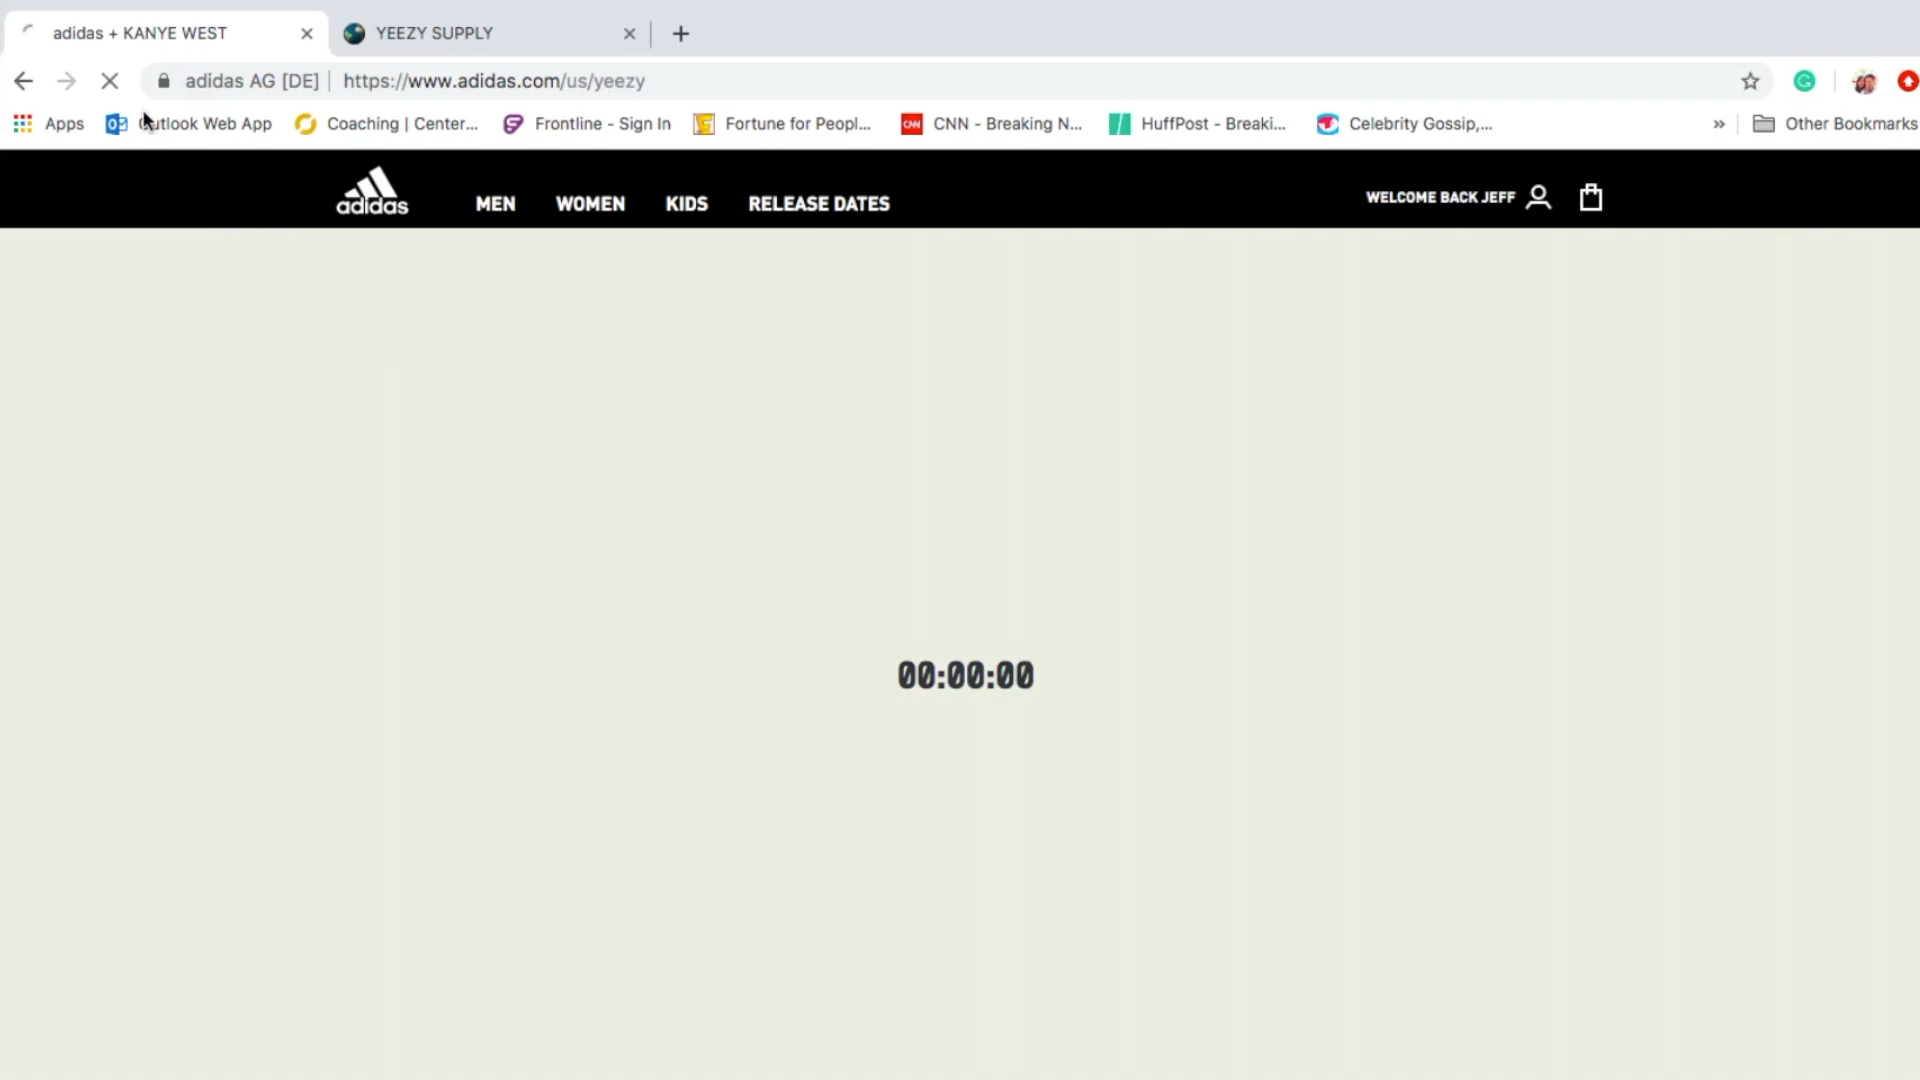 adidas + KANYE WEST
YEEZY SUPPLY
adidas AG [DE] https://www.adidas.com/us/yeezy
Apps
Outlook Web App
Coaching | Center...
Frontline - Sign In
Fortune for Peopl...
CNN - Breaking N...
HuffPost - Breaki...
Celebrity Gossip,...
»
Other Bookmarks
adidas
MEN
WOMEN
KIDS
RELEASE DATES
WELCOME BACK JEFF
00:00:00